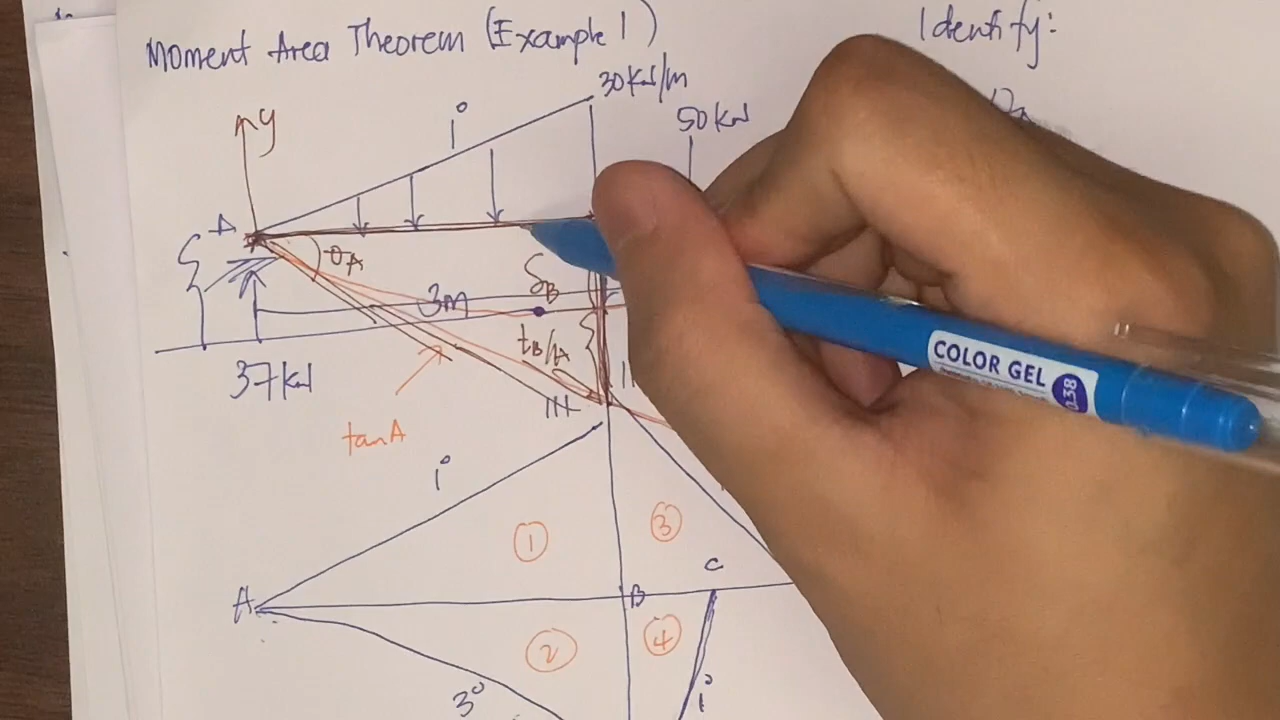 Moment Area Theorem (Example 1)
Identify:
30 kN/m
1°
50 kN
y
A
θA
3m
δB
tB/A
37 kN
tanA
COLOR GEL
0.38
1°
①
③
C
A
B
②
④
3°
1°